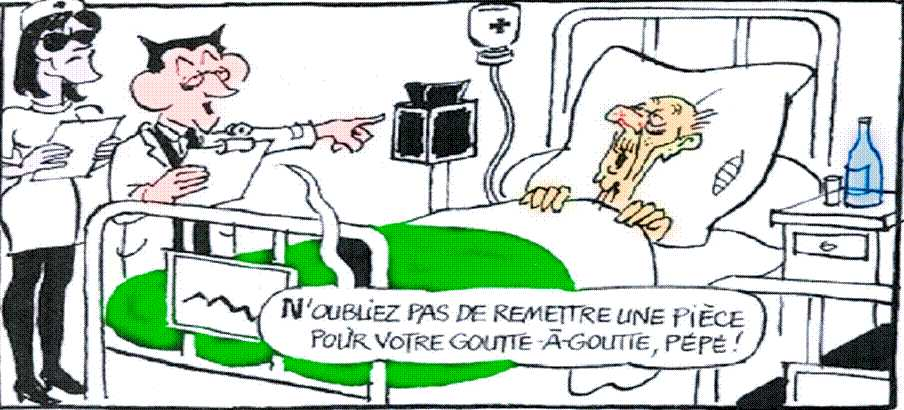 N'OUBLIEZ PAS DE REMETTRE UNE PIÈCE
POUR VOTRE GOUTTE-À-GOUTTE, PÉPÉ!